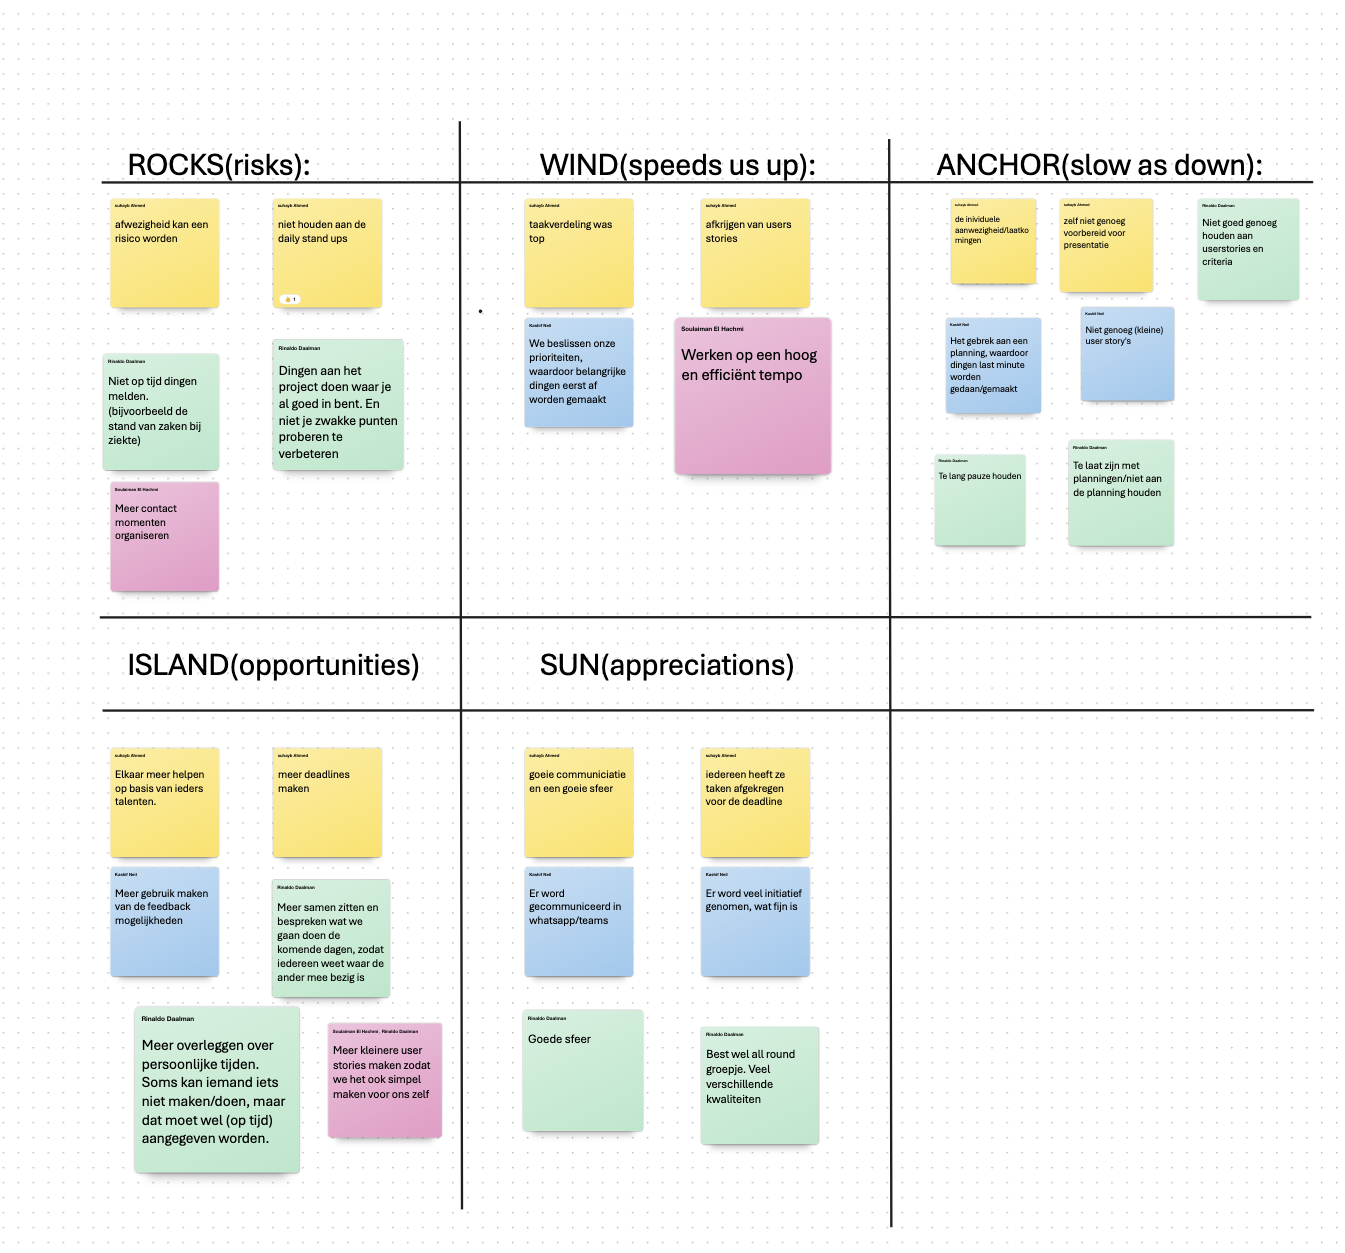 ROCKS(risks):
suhayb Ahmed
afwezigheid kan een
risico worden
suhayb Ahmed
niet houden aan de
daily stand ups
👍 1
Rinaldo Daalman
Niet op tijd dingen
melden.
(bijvoorbeeld de
stand van zaken bij
ziekte)
Rinaldo Daalman
Dingen aan het
project doen waar je
al goed in bent. En
niet je zwakke punten
proberen te
verbeteren
Soulaiman El Hachmi
Meer contact
momenten
organiseren
WIND(speeds us up):
suhayb Ahmed
taakverdeling was
top
suhayb Ahmed
afkrijgen van users
stories
Kashif Neil
We beslissen onze
prioriteiten,
waardoor belangrijke
dingen eerst af
worden gemaakt
Soulaiman El Hachmi
Werken op een hoog
en efficiënt tempo
ANCHOR(slow as down):
suhayb Ahmed
de inividuele
aanwezigheid/laatko
mingen
suhayb Ahmed
zelf niet genoeg
voorbereid voor
presentatie
Rinaldo Daalman
Niet goed genoeg
houden aan
userstories en
criteria
Kashif Neil
Het gebrek aan een
planning, waardoor
dingen last minute
worden
gedaan/gemaakt
Kashif Neil
Niet genoeg (kleine)
user story's
Rinaldo Daalman
Te lang pauze houden
Rinaldo Daalman
Te laat zijn met
planningen/niet aan
de planning houden
ISLAND(opportunities)
suhayb Ahmed
Elkaar meer helpen
op basis van ieders
talenten.
suhayb Ahmed
meer deadlines
maken
Kashif Neil
Meer gebruik maken
van de feedback
mogelijkheden
Rinaldo Daalman
Meer samen zitten en
bespreken wat we
gaan doen de
komende dagen, zodat
iedereen weet waar de
ander mee bezig is
Rinaldo Daalman
Meer overleggen over
persoonlijke tijden.
Soms kan iemand iets
niet maken/doen, maar
dat moet wel (op tijd)
aangegeven worden.
Soulaiman El Hachmi , Rinaldo Daalman
Meer kleinere user
stories maken zodat
we het ook simpel
maken voor ons zelf
SUN(appreciations)
suhayb Ahmed
goeie communiciatie
en een goeie sfeer
suhayb Ahmed
iedereen heeft ze
taken afgekregen
voor de deadline
Kashif Neil
Er word
gecommuniceerd in
whatsapp/teams
Kashif Neil
Er word veel initiatief
genomen, wat fijn is
Rinaldo Daalman
Goede sfeer
Rinaldo Daalman
Best wel all round
groepje. Veel
verschillende
kwaliteiten